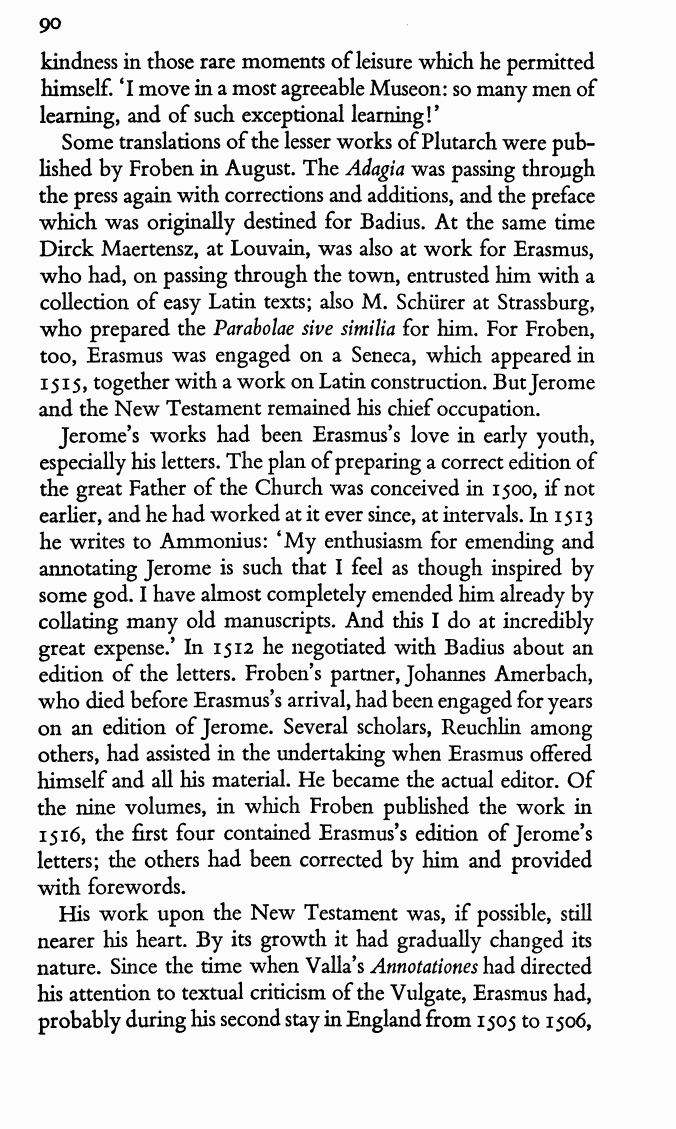 90
kindness in those rare moments of leisure which he permitted
himself. ‘I move in a most agreeable Museon: so many men of
learning, and of such exceptional learning!’
Some translations of the lesser works of Plutarch were pub-
lished by Froben in August. The Adagia was passing through
the press again with corrections and additions, and the preface
which was originally destined for Badius. At the same time
Dirck Maertensz, at Louvain, was also at work for Erasmus,
who had, on passing through the town, entrusted him with a
collection of easy Latin texts; also M. Schürer at Strassburg,
who prepared the Parabolae sive similia for him. For Froben,
too, Erasmus was engaged on a Seneca, which appeared in
1515, together with a work on Latin construction. But Jerome
and the New Testament remained his chief occupation.
Jerome’s works had been Erasmus’s love in early youth,
especially his letters. The plan of preparing a correct edition of
the great Father of the Church was conceived in 1500, if not
earlier, and he had worked at it ever since, at intervals. In 1513
he writes to Ammonius: ‘My enthusiasm for emending and
annotating Jerome is such that I feel as though inspired by
some god. I have almost completely emended him already by
collating many old manuscripts. And this I do at incredibly
great expense.’ In 1512 he negotiated with Badius about an
edition of the letters. Froben’s partner, Johannes Amerbach,
who died before Erasmus’s arrival, had been engaged for years
on an edition of Jerome. Several scholars, Reuchlin among
others, had assisted in the undertaking when Erasmus offered
himself and all his material. He became the actual editor. Of
the nine volumes, in which Froben published the work in
1516, the first four contained Erasmus’s edition of Jerome’s
letters; the others had been corrected by him and provided
with forewords.
His work upon the New Testament was, if possible, still
nearer his heart. By its growth it had gradually changed its
nature. Since the time when Valla’s Annotationes had directed
his attention to textual criticism of the Vulgate, Erasmus had,
probably during his second stay in England from 1505 to 1506,